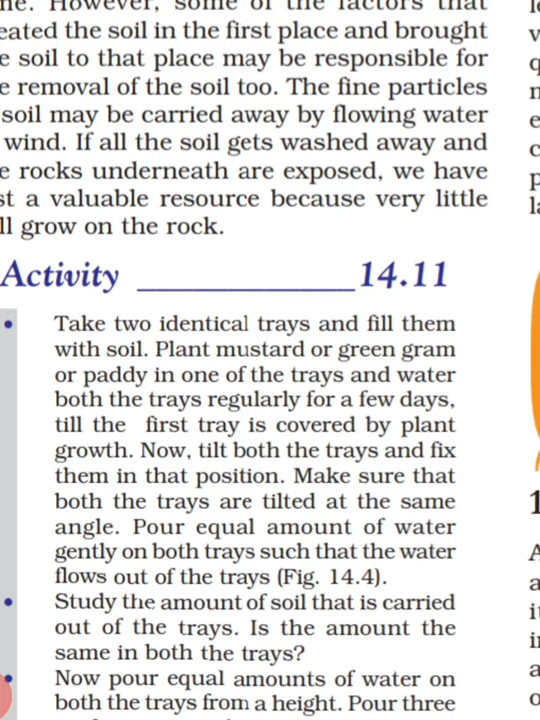 However, some of the factors that
the soil in the first place and brought
soil to that place may be responsible for
removal of the soil too. The fine particles
soil may be carried away by flowing water
wind. If all the soil gets washed away and
rocks underneath are exposed, we have
a valuable resource because very little
grow on the rock.
Activity ______________14.11
• Take two identical trays and fill them
with soil. Plant mustard or green gram
or paddy in one of the trays and water
both the trays regularly for a few days,
till the first tray is covered by plant
growth. Now, tilt both the trays and fix
them in that position. Make sure that
both the trays are tilted at the same
angle. Pour equal amount of water
gently on both trays such that the water
flows out of the trays (Fig. 14.4).
• Study the amount of soil that is carried
out of the trays. Is the amount the
same in both the trays?
• Now pour equal amounts of water on
both the trays from a height. Pour three